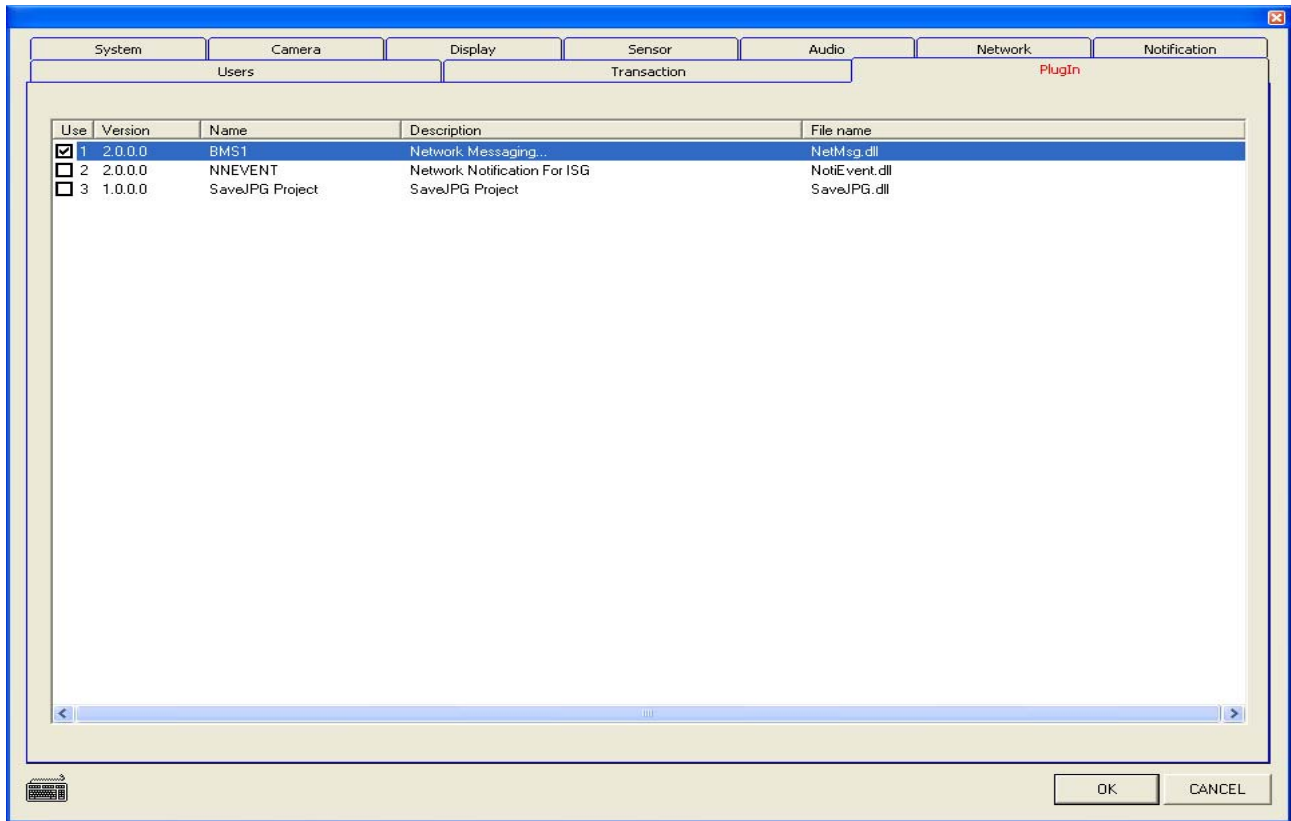 System Camera Display Sensor Audio Network Notification
Users Transaction PlugIn
Use Version Name Description File name
1 2.0.0.0 BMS1 Network Messaging... NetMsg.dll
2 2.0.0.0 NNEVENT Network Notification For ISG NotiEvent.dll
3 1.0.0.0 SaveJPG Project SaveJPG Project SaveJPG.dll
OK CANCEL